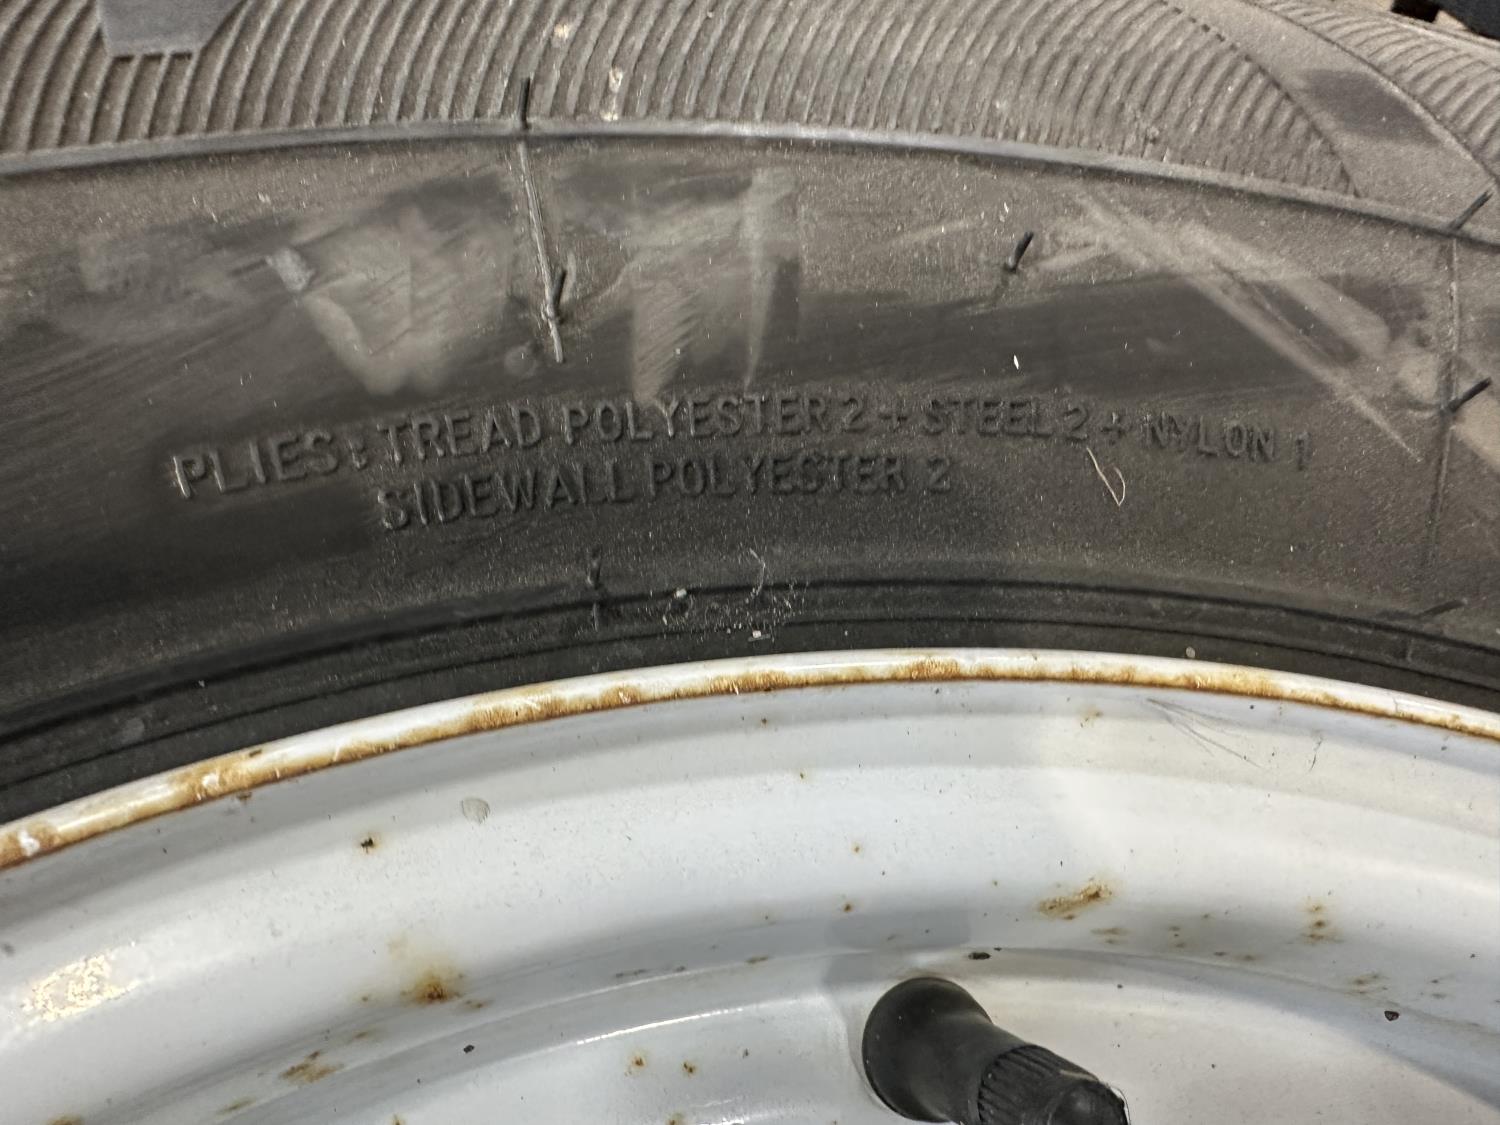 PLIES: TREAD POLYESTER 2 + STEEL 2 + NYLON 1
SIDEWALL POLYESTER 2